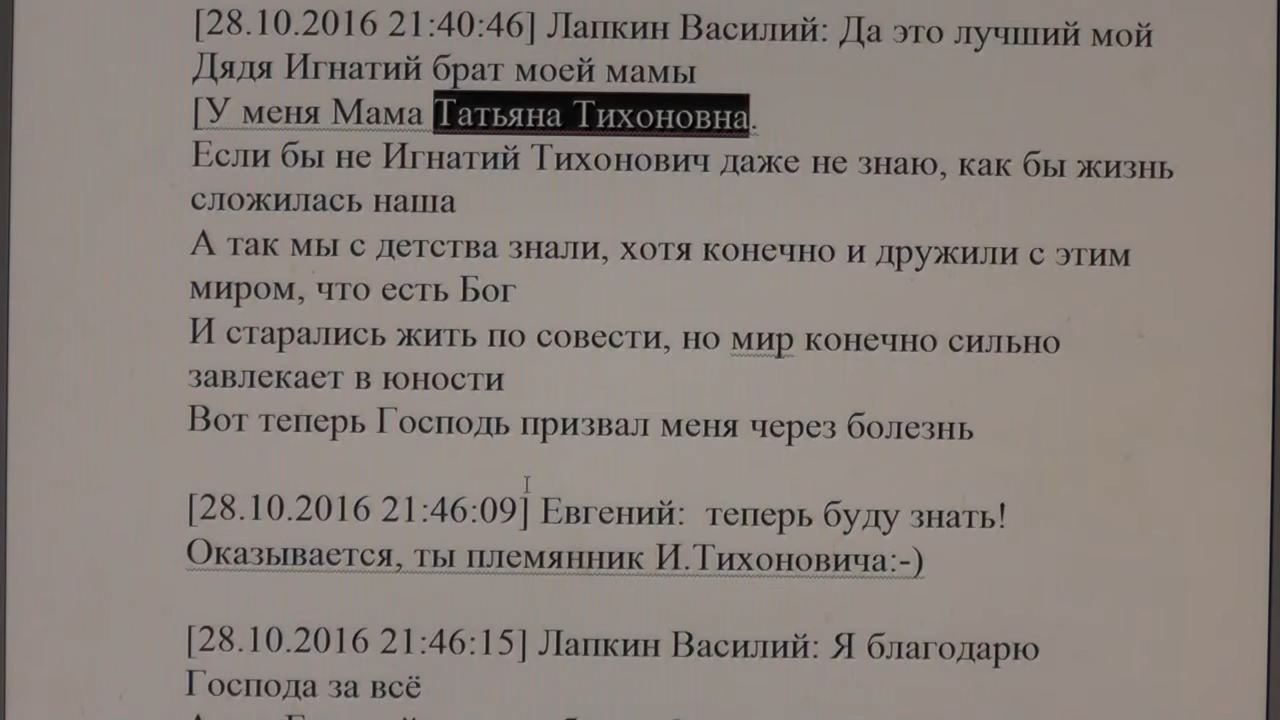 [28.10.2016 21:40:46] Лапкин Василий: Да это лучший мой
Дядя Игнатий брат моей мамы
[У меня Мама Татьяна Тихоновна.
Если бы не Игнатий Тихонович даже не знаю, как бы жизнь
сложилась наша
А так мы с детства знали, хотя конечно и дружили с этим
миром, что есть Бог
И старались жить по совести, но мир конечно сильно
завлекает в юности
Вот теперь Господь призвал меня через болезнь
[28.10.2016 21:46:09] Евгений:  теперь буду знать!
Оказывается, ты племянник И.Тихоновича:-)
[28.10.2016 21:46:15] Лапкин Василий: Я благодарю
Господа за всё